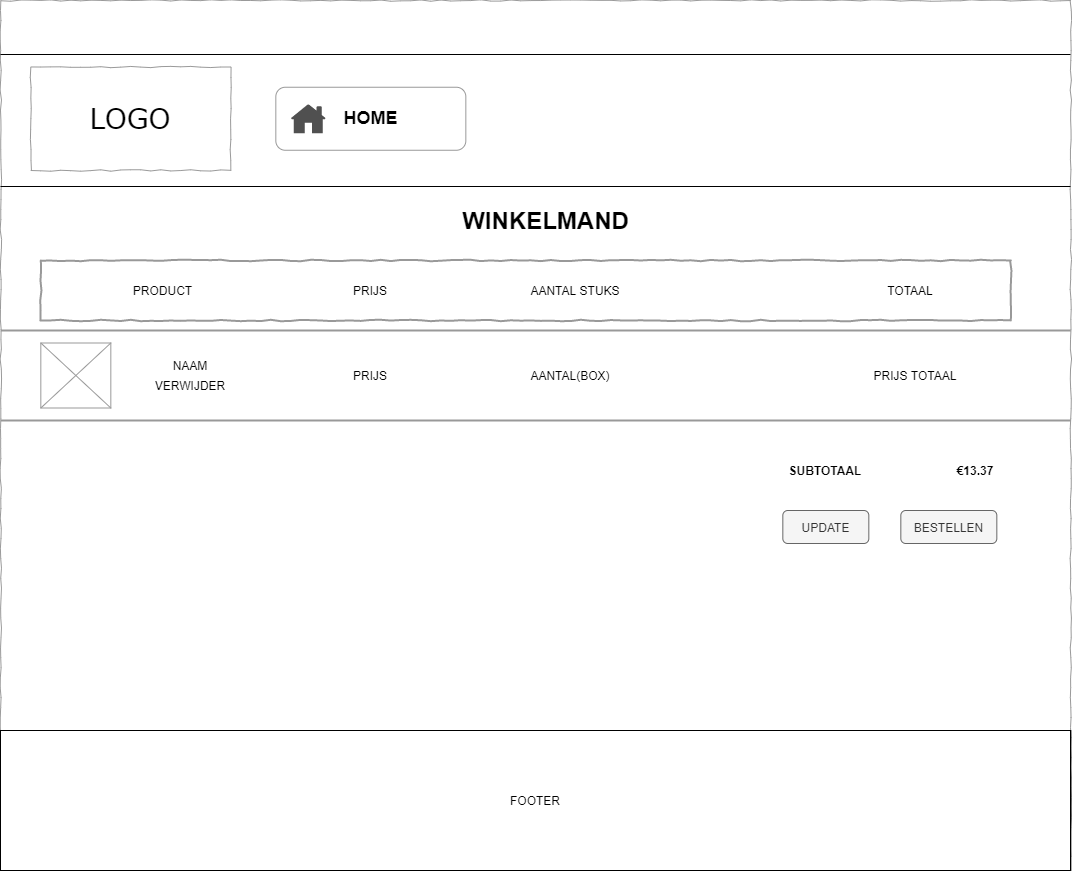 LOGO
HOME
WINKELMAND
PRODUCT PRIJS AANTAL STUKS TOTAAL
NAAM
VERWIJDER
PRIJS AANTAL(BOX) PRIJS TOTAAL
SUBTOTAAL €13.37
UPDATE BESTELLEN
FOOTER